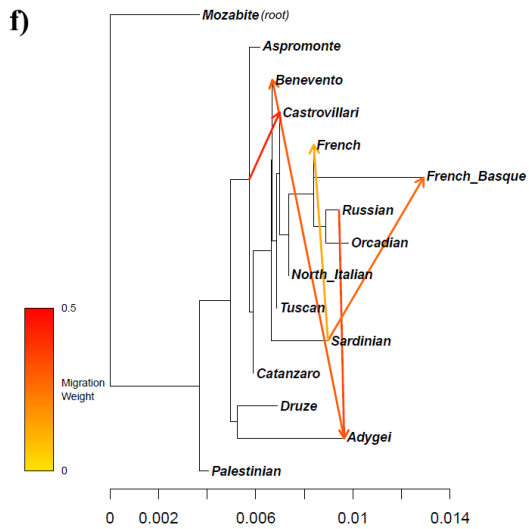 f)
Mozabite (root)
Aspromonte
Benevento
Castrovillari
French
French_Basque
Russian
Orcadian
North_Italian
Tuscan
Sardinian
Catanzaro
Druze
Adygei
Palestinian
0.5
Migration
Weight
0
0 0.002 0.006 0.01 0.014